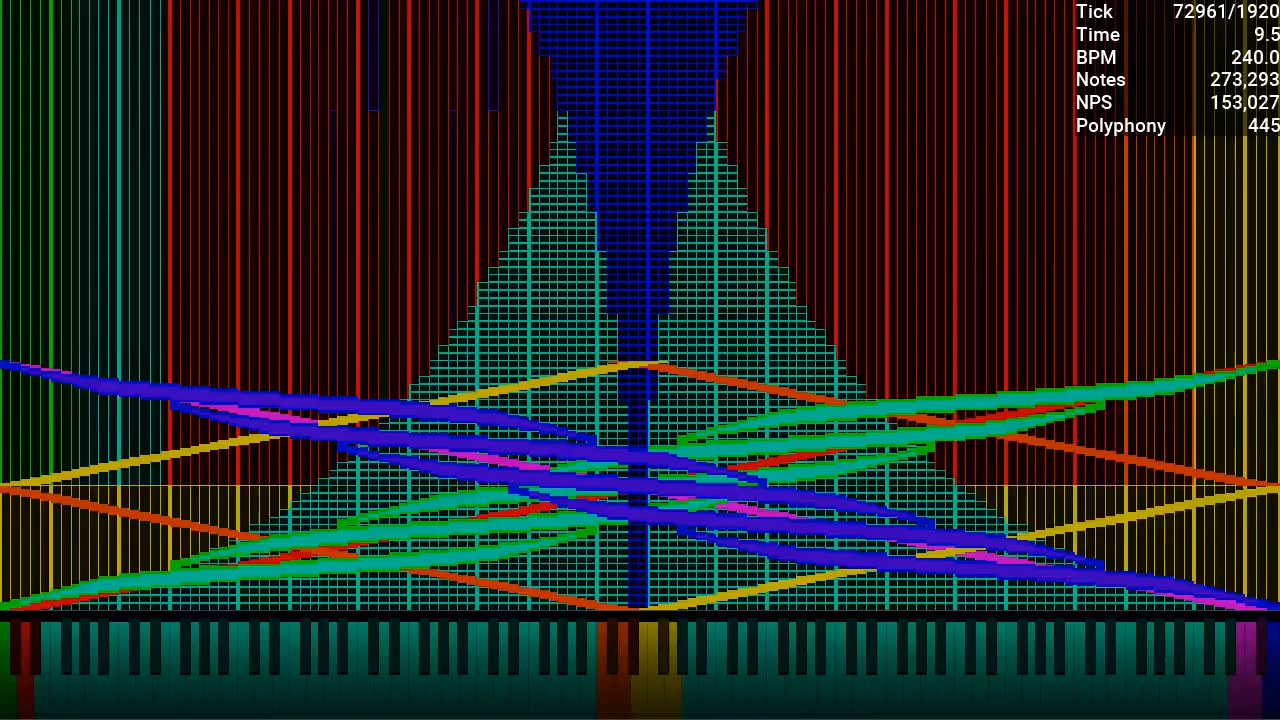 Tick 72961/1920
Time 9.5
BPM 240.0
Notes 273,293
NPS 153,027
Polyphony 445